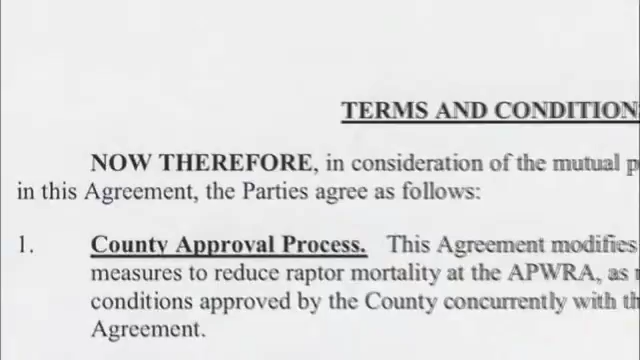 TERMS AND CONDITION
NOW THEREFORE, in consideration of the mutual
in this Agreement, the Parties agree as follows:
1. County Approval Process. This Agreement modifies
measures to reduce raptor mortality at the APWRA, as
conditions approved by the County concurrently with
Agreement.